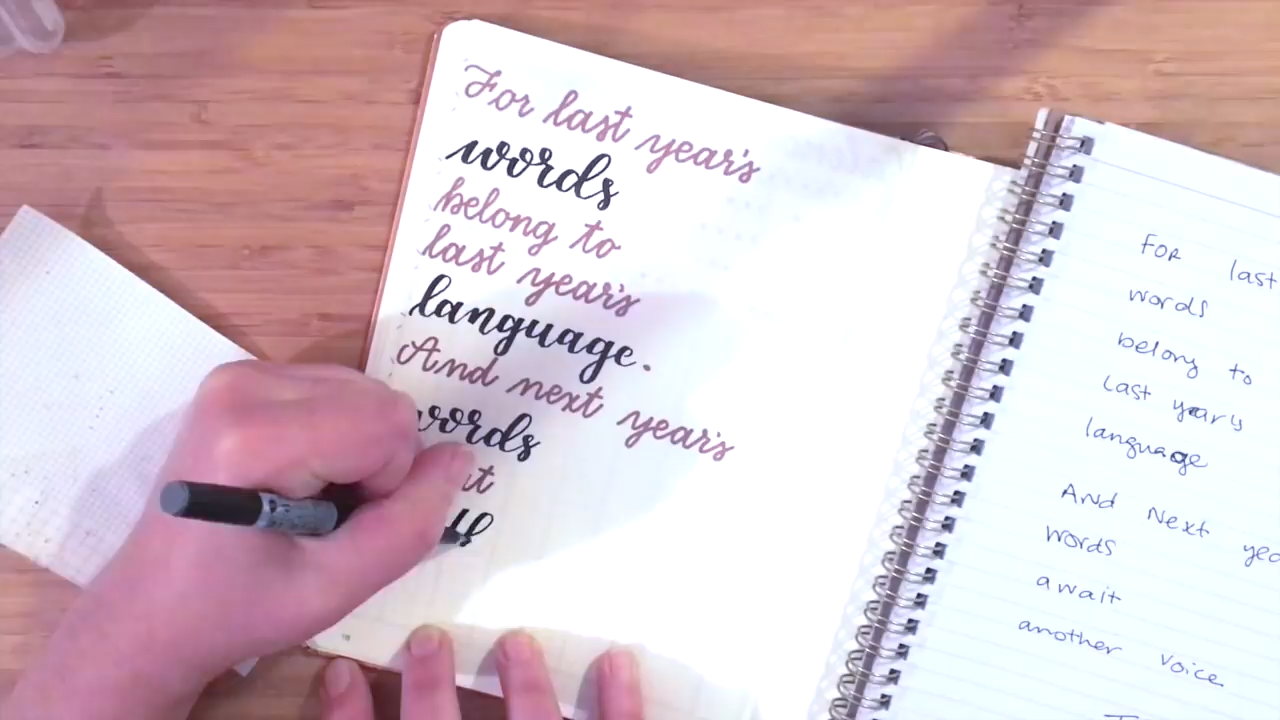 For last year's
words
belong to
last year's
language.
And next year's
words
For last
words
belong to
last year's
language
And Next
words
await
another voice